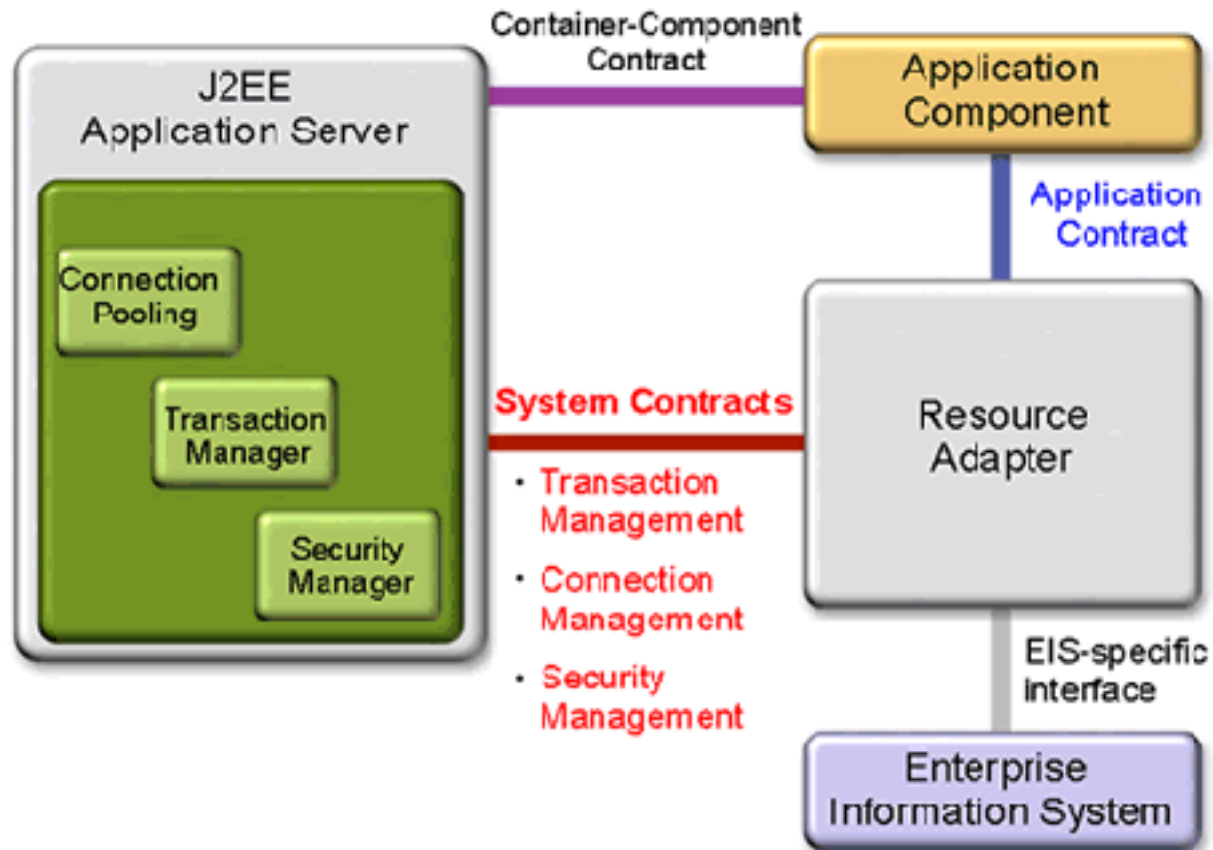 Container-Component
Contract
J2EE
Application Server
Application
Component
Application
Contract
Connection
Pooling
Transaction
Manager
Security
Manager
System Contracts
· Transaction
Management
· Connection
Management
· Security
Management
Resource
Adapter
EIS-specific
Interface
Enterprise
Information System